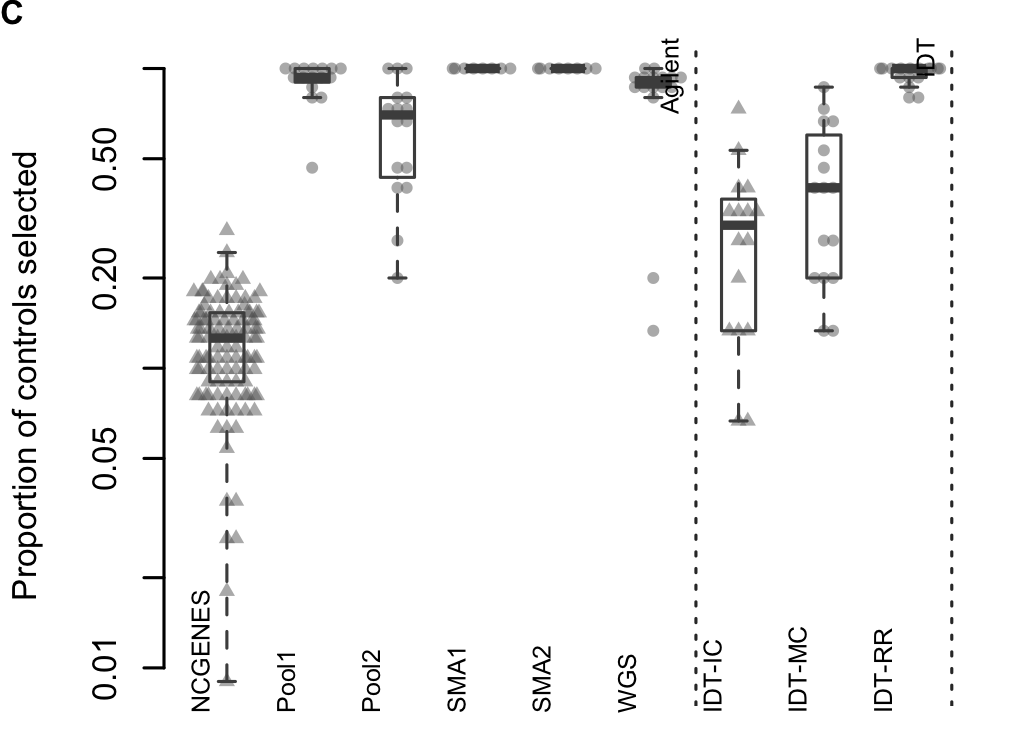 C
Proportion of controls selected
0.50
0.20
0.05
0.01
Agilent
IDT
NCGENES
Pool1
Pool2
SMA1
SMA2
WGS
IDT-IC
IDT-MC
IDT-RR